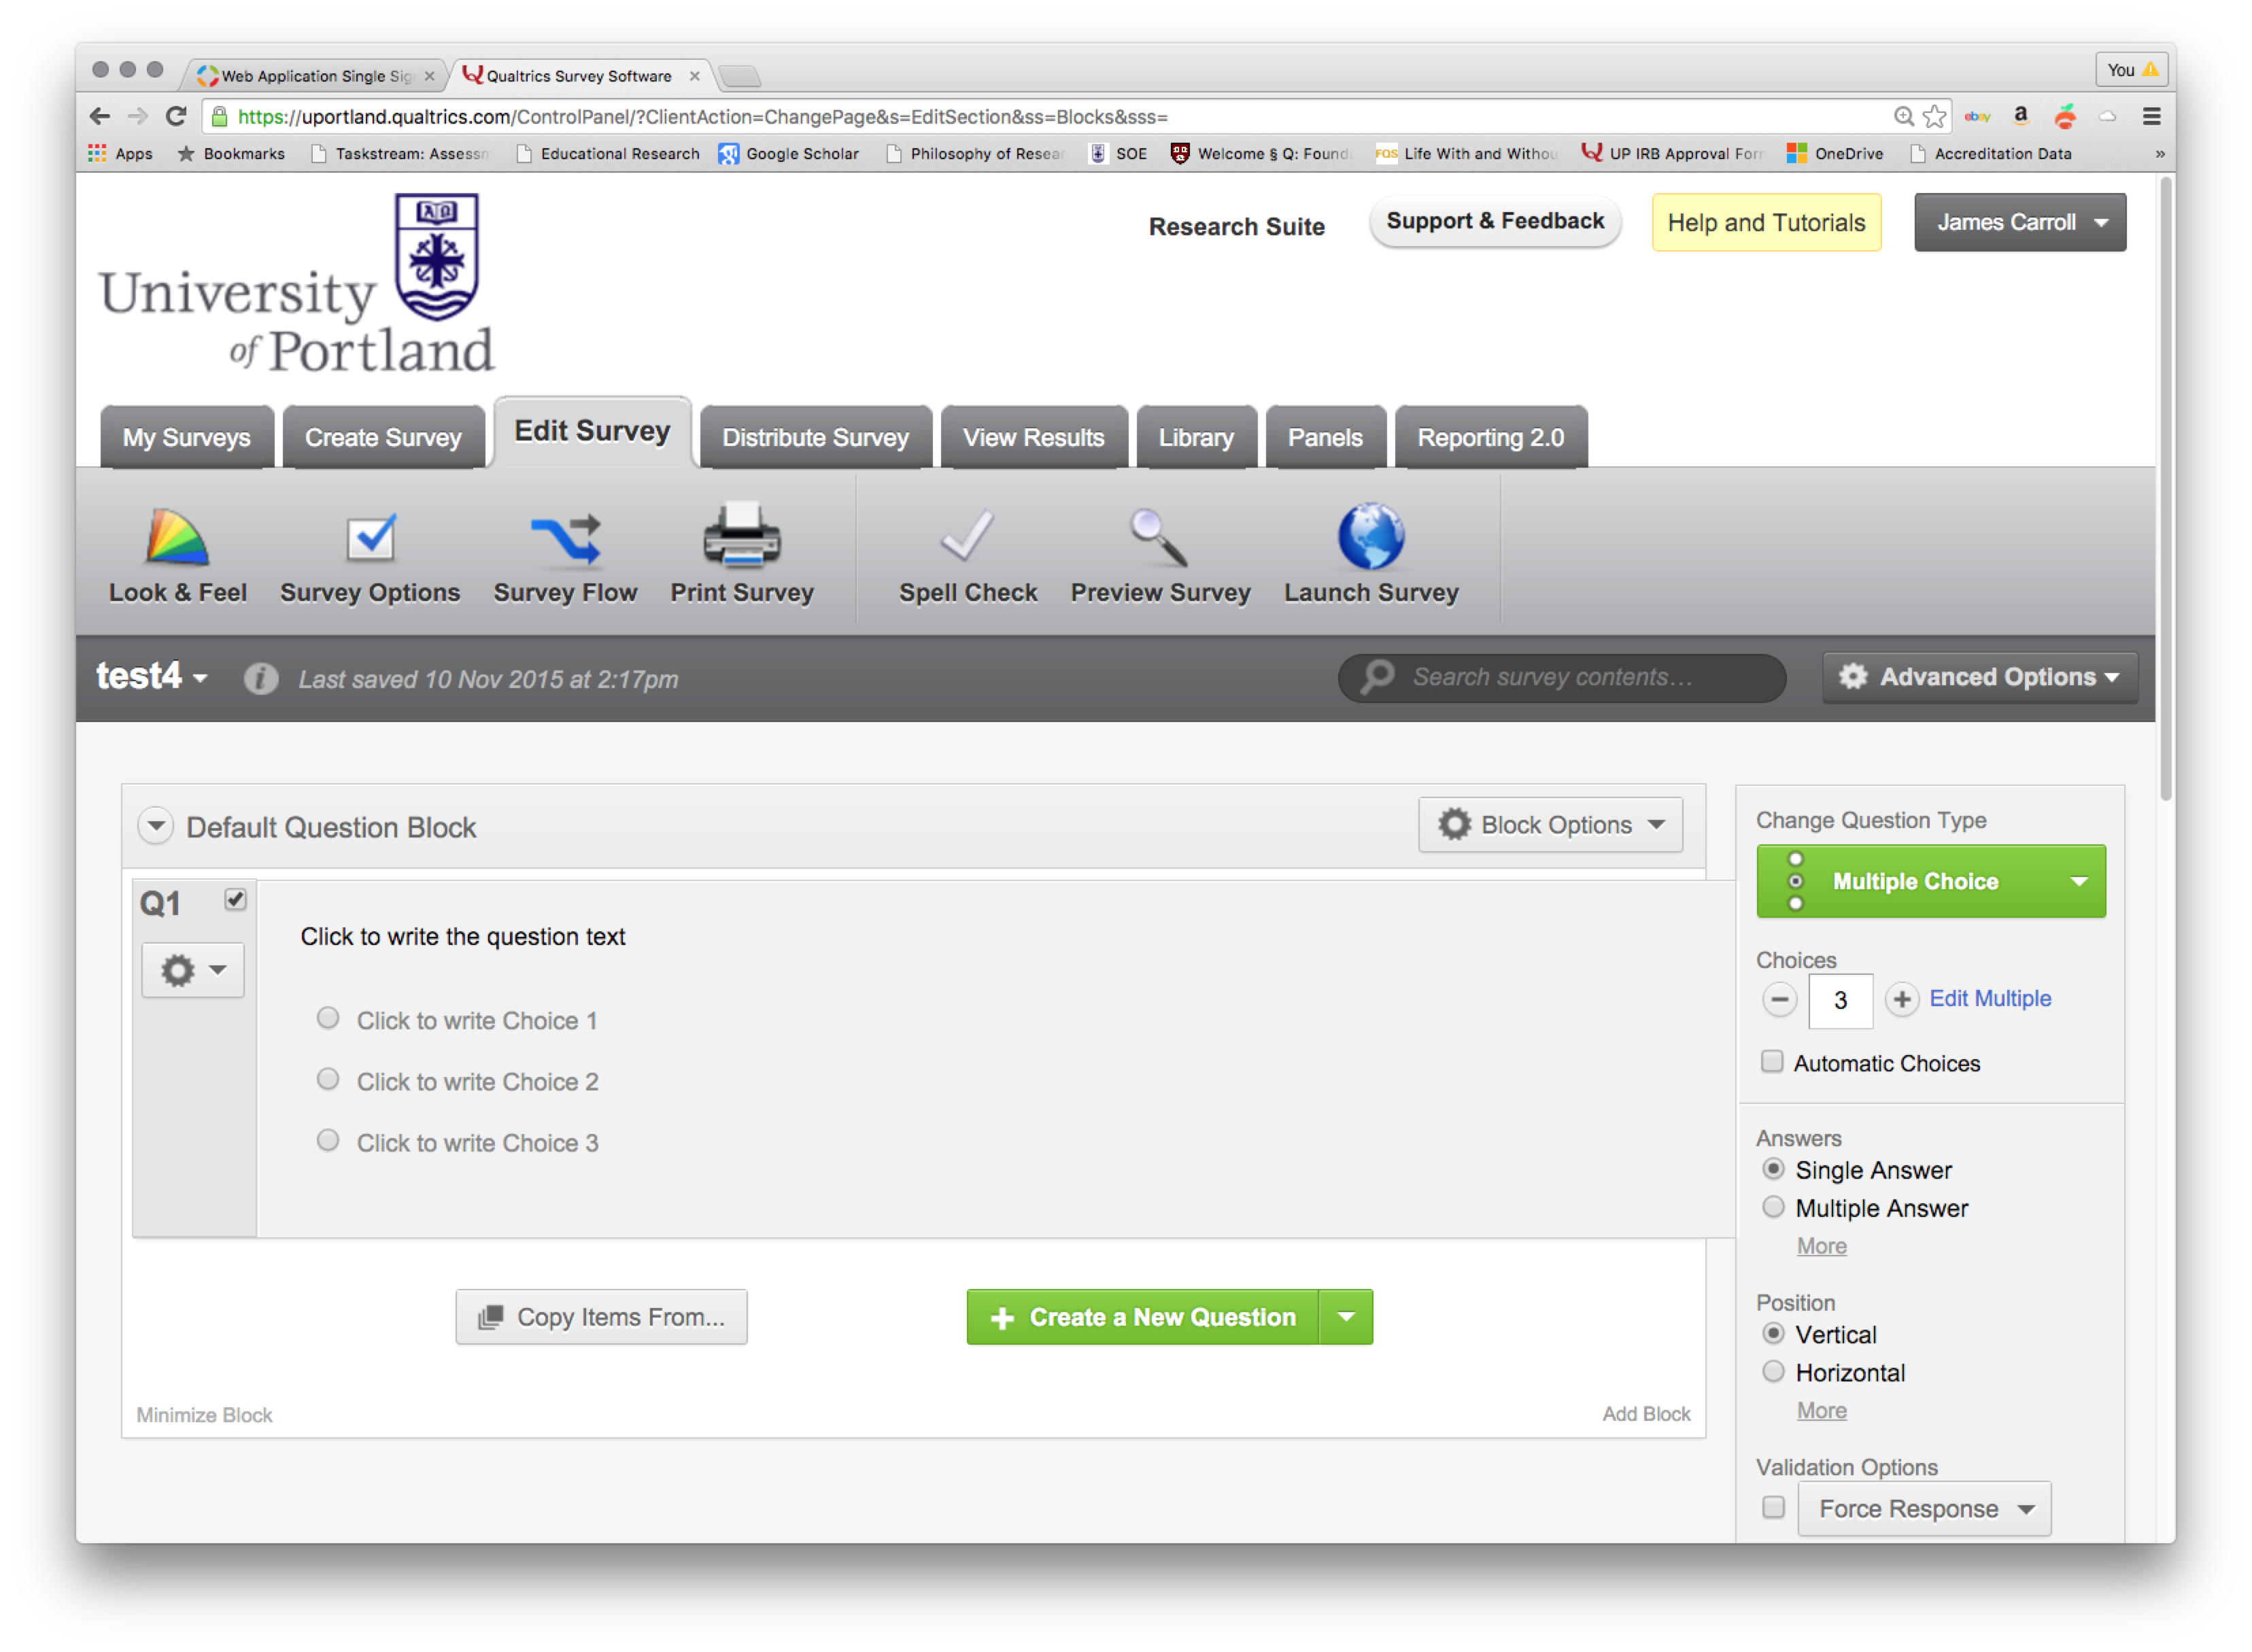 Web Application Single Sig
Qualtrics Survey Software
You
https://uportland.qualtrics.com/ControlPanel/?ClientAction=ChangePage&s=EditSection&ss=Blocks&sss=
ebay
a
Apps
Bookmarks
Taskstream: Assessm
Educational Research
Google Scholar
Philosophy of Resear
SOE
Welcome § Q: Found
FQS
Life With and Withou
UP IRB Approval For
OneDrive
Accreditation Data
»
University
of Portland
Research Suite
Support & Feedback
Help and Tutorials
James Carroll
My Surveys
Create Survey
Edit Survey
Distribute Survey
View Results
Library
Panels
Reporting 2.0
Look & Feel
Survey Options
Survey Flow
Print Survey
Spell Check
Preview Survey
Launch Survey
test4
Last saved 10 Nov 2015 at 2:17pm
Search survey contents...
Advanced Options
Default Question Block
Block Options
Q1
Click to write the question text
Click to write Choice 1
Click to write Choice 2
Click to write Choice 3
Copy Items From...
Create a New Question
Minimize Block
Add Block
Change Question Type
Multiple Choice
Choices
3
Edit Multiple
Automatic Choices
Answers
Single Answer
Multiple Answer
More
Position
Vertical
Horizontal
More
Validation Options
Force Response